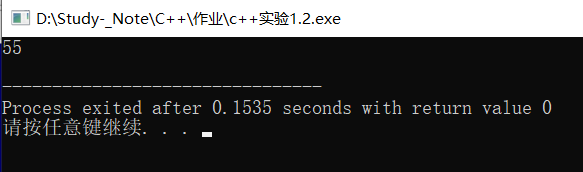 D:\Study-_Note\C++\作业\c++实验1.2.exe
55
--------------------------------
Process exited after 0.1535 seconds with return value 0
请按任意键继续. . .